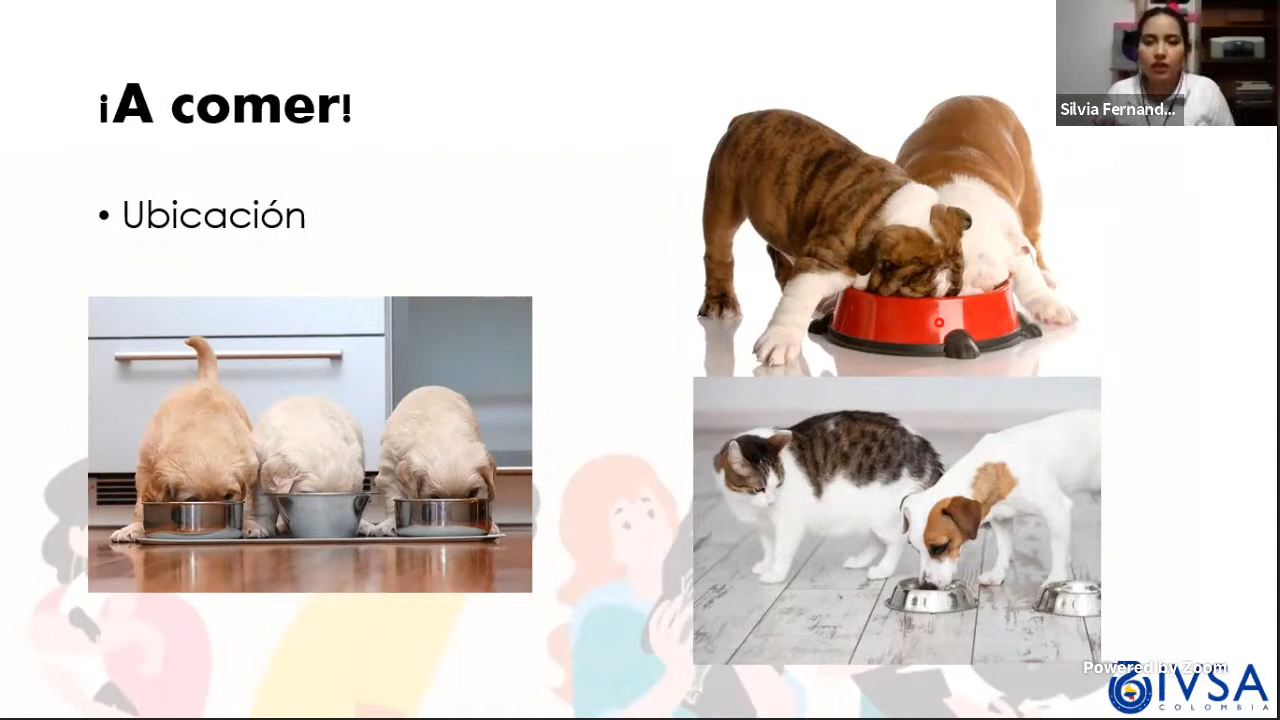 ¡A comer!
• Ubicación
Silvia Fernand...
Powered by Zoom
IVSA
COLOMBIA